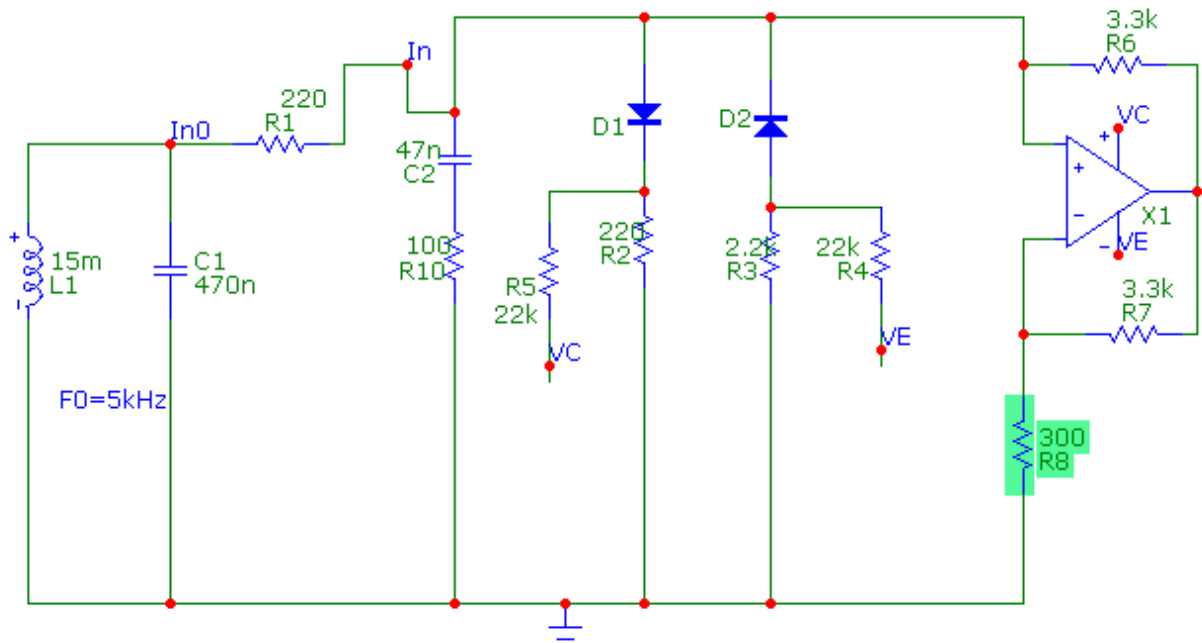 3.3k
R6
In
220
R1
In0
47n
C2
D1
D2
VC
+
+
-
X1
-
VE
+
15m
L1
-
C1
470n
100
R10
R5
22k
220
R2
2.2k
R3
22k
R4
3.3k
R7
VC
VE
F0=5kHz
300
R8